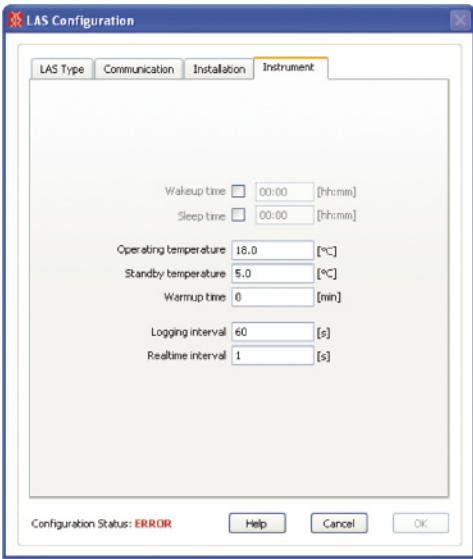 LAS Configuration
LAS Type Communication Installation Instrument
Wakeup time 00:00 [hh:mm]
Sleep time 00:00 [hh:mm]
Operating temperature 18.0 [°C]
Standby temperature 5.0 [°C]
Warmup time 0 [min]
Logging interval 60 [s]
Realtime interval 1 [s]
Configuration Status: ERROR Help Cancel OK